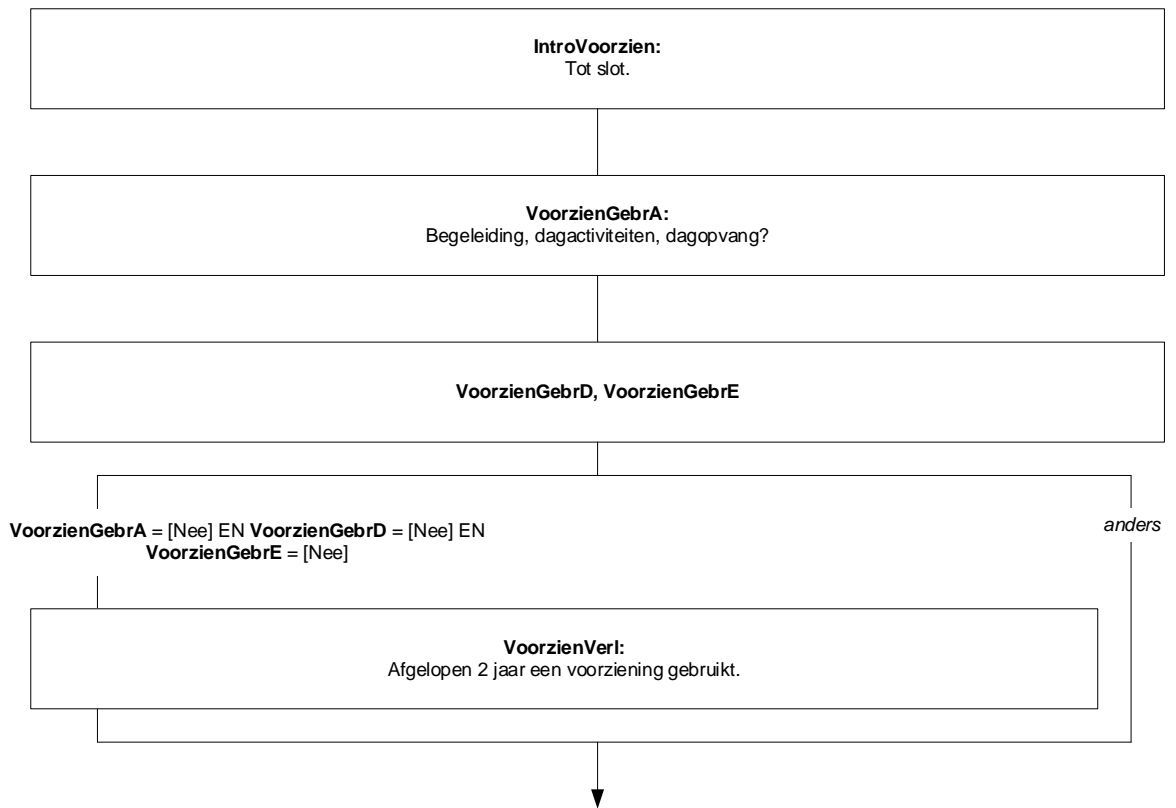 IntroVoorzien:
Tot slot.
VoorzienGebrA:
Begeleiding, dagactiviteiten, dagopvang?
VoorzienGebrD, VoorzienGebrE
VoorzienGebrA = [Nee] EN VoorzienGebrD = [Nee] EN
VoorzienGebrE = [Nee]
anders
VoorzienVerl:
Afgelopen 2 jaar een voorziening gebruikt.